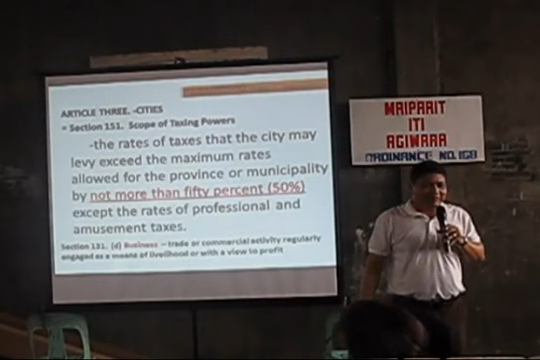 ARTICLE THREE. -CITIES
= Section 151. Scope of Taxing Powers
-the rates of taxes that the city may
levy exceed the maximum rates
allowed for the province or municipality
by not more than fifty percent (50%)
except the rates of professional and
amusement taxes.
Section 131. (d) Business – trade or commercial activity regularly
engaged as a means of livelihood or with a view to profit
MAIPARIT
ITI
AGIWARA
ORDINANCE NO. 168